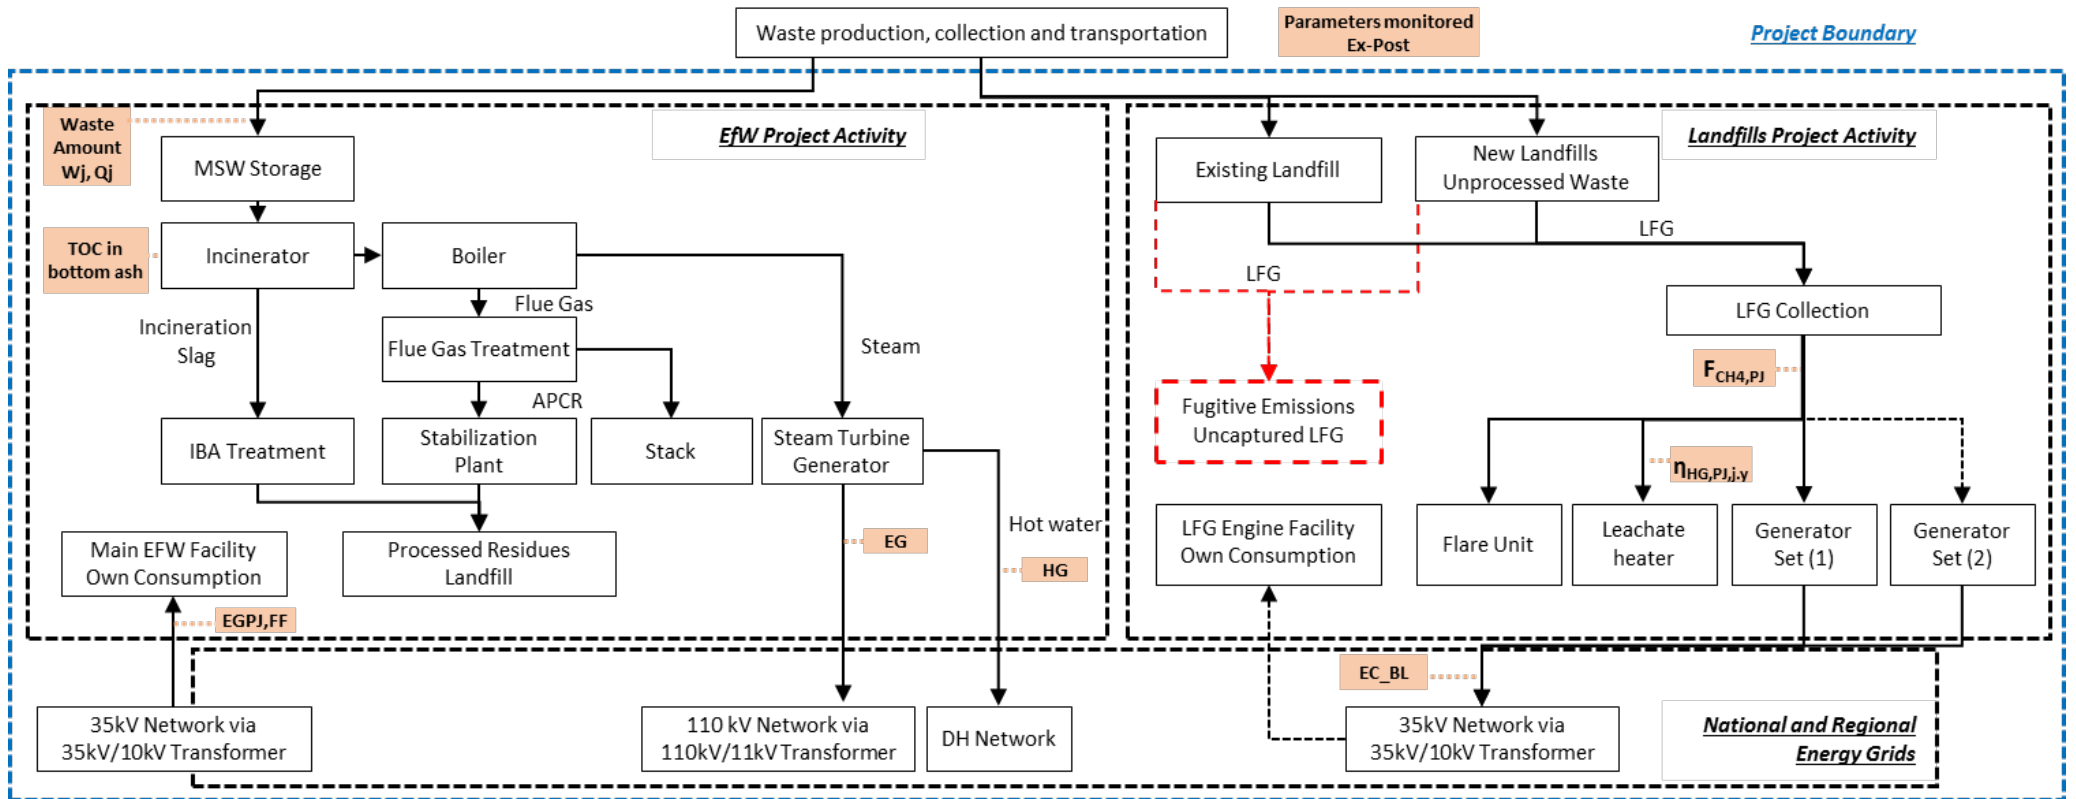 Waste production, collection and transportation
Parameters monitored
Ex-Post
Project Boundary
Waste
Amount
Wj, Qj
EfW Project Activity
MSW Storage
TOC in
bottom ash
Incinerator
Boiler
Flue Gas
Incineration
Slag
Flue Gas Treatment
Steam
APCR
IBA Treatment
Stabilization
Plant
Stack
Steam Turbine
Generator
Hot water
Main EFW Facility
Own Consumption
Processed Residues
Landfill
EG
HG
EGPJ,FF
Landfills Project Activity
Existing Landfill
New Landfills
Unprocessed Waste
LFG
LFG
LFG Collection
FCH4,PJ
Fugitive Emissions
Uncaptured LFG
ηHG,PJ,j.y
LFG Engine Facility
Own Consumption
Flare Unit
Leachate
heater
Generator
Set (1)
Generator
Set (2)
EC_BL
35kV Network via
35kV/10kV Transformer
110 kV Network via
110kV/11kV Transformer
DH Network
35kV Network via
35kV/10kV Transformer
National and Regional
Energy Grids